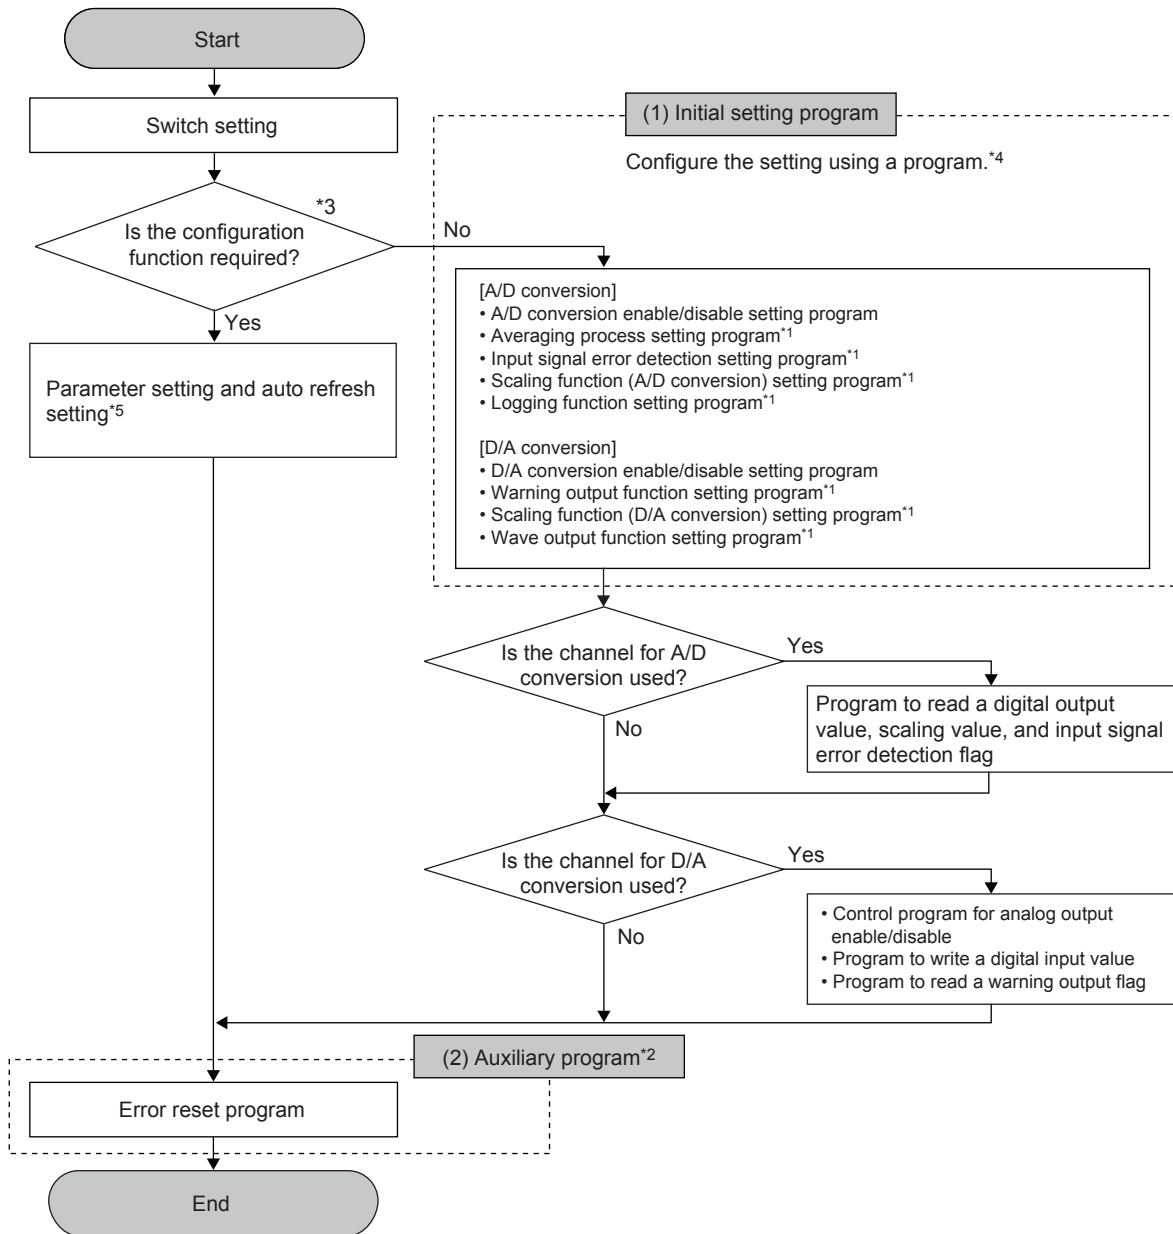 Start
Switch setting
(1) Initial setting program
Configure the setting using a program.*4
*3
Is the configuration
function required?
No
Yes
[A/D conversion]
• A/D conversion enable/disable setting program
• Averaging process setting program*1
• Input signal error detection setting program*1
• Scaling function (A/D conversion) setting program*1
• Logging function setting program*1
[D/A conversion]
• D/A conversion enable/disable setting program
• Warning output function setting program*1
• Scaling function (D/A conversion) setting program*1
• Wave output function setting program*1
Parameter setting and auto refresh
setting*5
Is the channel for A/D
conversion used?
Yes
No
Program to read a digital output
value, scaling value, and input signal
error detection flag
Is the channel for D/A
conversion used?
Yes
No
• Control program for analog output
enable/disable
• Program to write a digital input value
• Program to read a warning output flag
(2) Auxiliary program*2
Error reset program
End